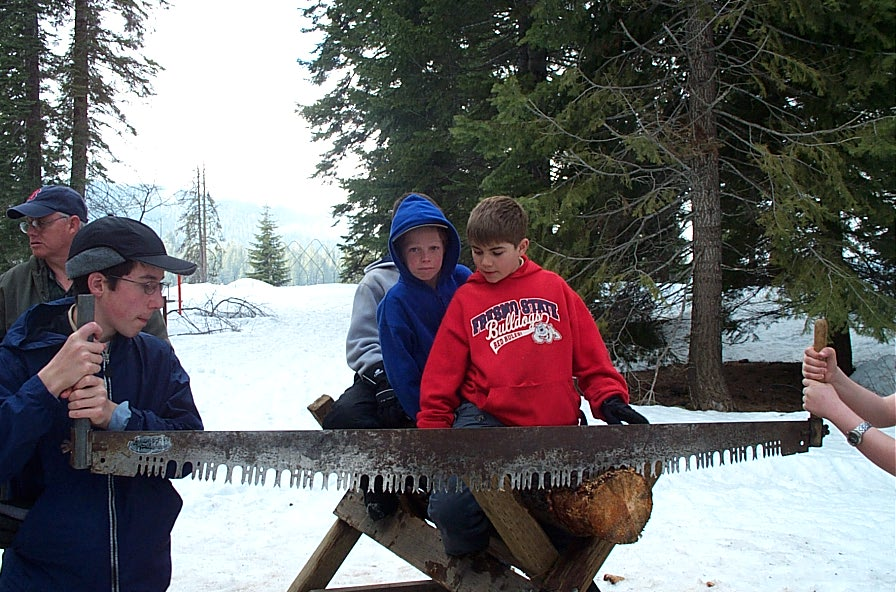 FRESNO STATE
Bulldogs
RED WAVE